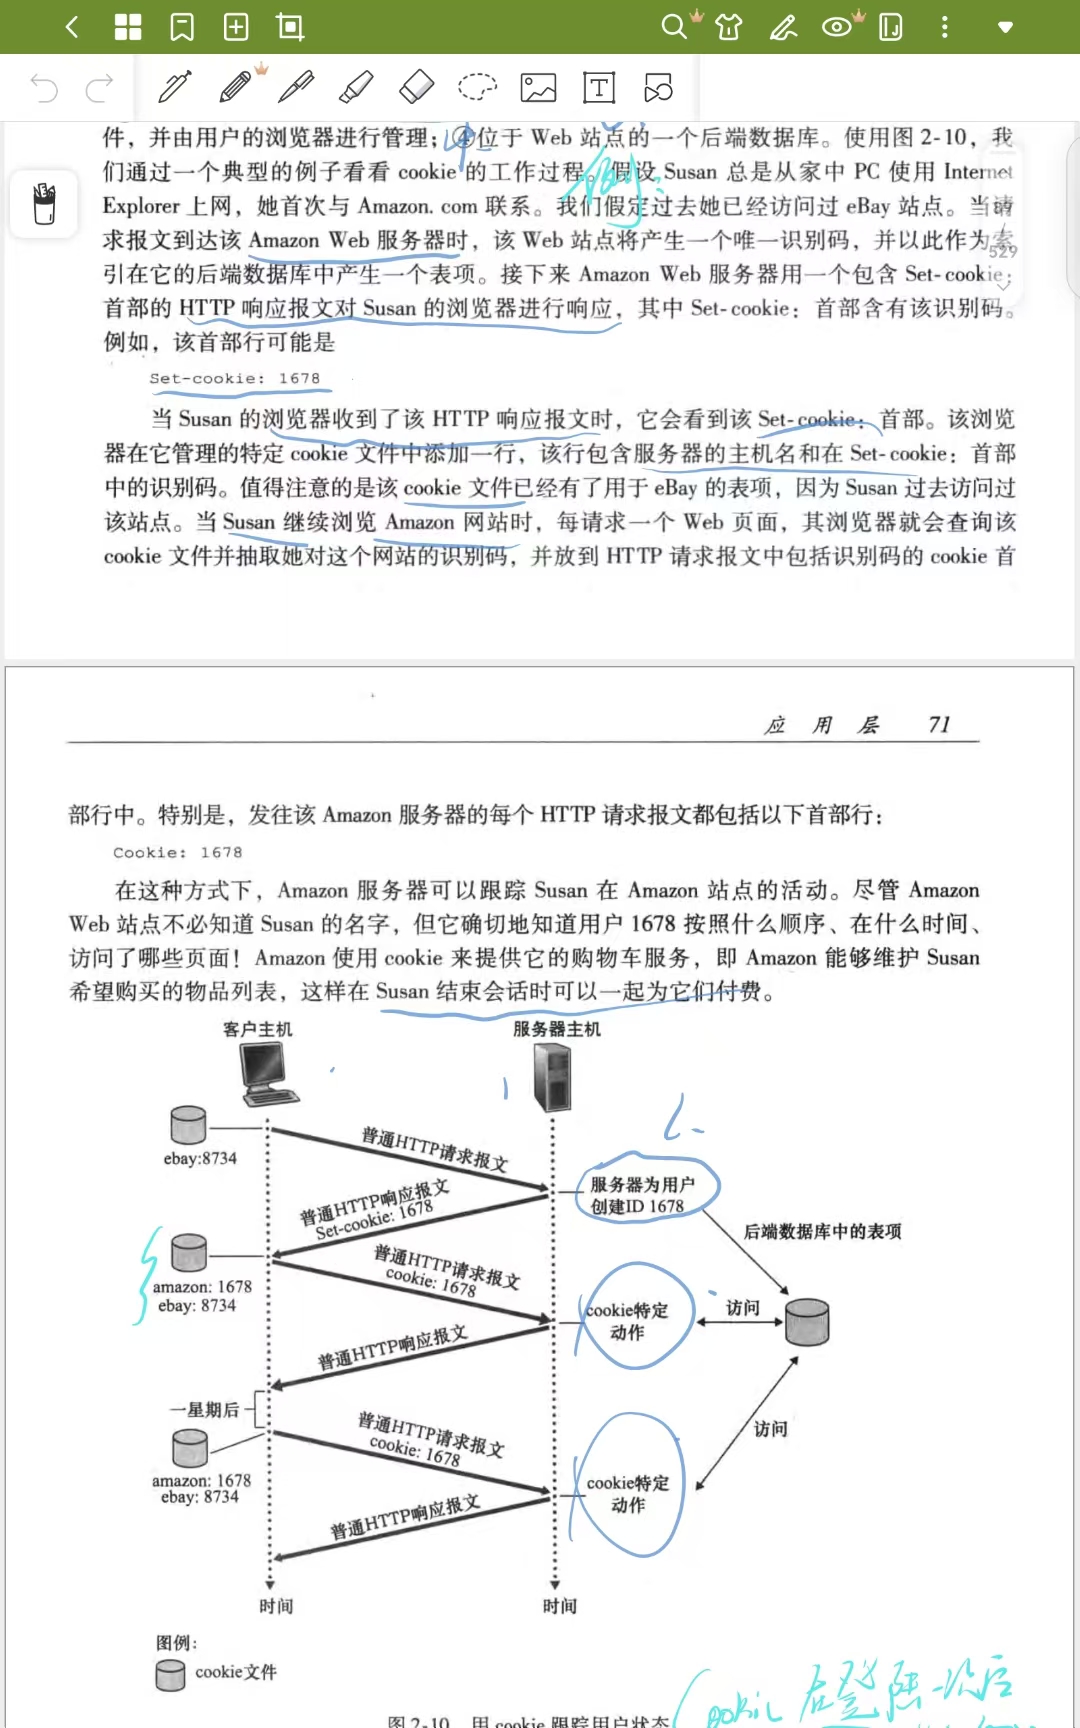 件，并由用户的浏览器进行管理；④位于 Web 站点的一个后端数据库。使用图 2-10，我
们通过一个典型的例子看看 cookie 的工作过程。假设 Susan 总是从家中 PC 使用 Internet
Explorer 上网，她首次与 Amazon. com 联系。我们假定过去她已经访问过 eBay 站点。当请
求报文到达该 Amazon Web 服务器时，该 Web 站点将产生一个唯一识别码，并以此作为索
引在它的后端数据库中产生一个表项。接下来 Amazon Web 服务器用一个包含 Set-cookie:
首部的 HTTP 响应报文对 Susan 的浏览器进行响应，其中 Set-cookie: 首部含有该识别码。
例如，该首部行可能是
例:
529
Set-cookie: 1678
当 Susan 的浏览器收到了该 HTTP 响应报文时，它会看到该 Set-cookie: 首部。该浏览
器在它管理的特定 cookie 文件中添加一行，该行包含服务器的主机名和在 Set-cookie: 首部
中的识别码。值得注意的是该 cookie 文件已经有了用于 eBay 的表项，因为 Susan 过去访问过
该站点。当 Susan 继续浏览 Amazon 网站时，每请求一个 Web 页面，其浏览器就会查询该
cookie 文件并抽取她对这个网站的识别码，并放到 HTTP 请求报文中包括识别码的 cookie 首
应用层 71
部行中。特别是，发往该 Amazon 服务器的每个 HTTP 请求报文都包括以下首部行：
Cookie: 1678
在这种方式下，Amazon 服务器可以跟踪 Susan 在 Amazon 站点的活动。尽管 Amazon
Web 站点不必知道 Susan 的名字，但它确切地知道用户 1678 按照什么顺序、在什么时间、
访问了哪些页面！Amazon 使用 cookie 来提供它的购物车服务，即 Amazon 能够维护 Susan
希望购买的物品列表，这样在 Susan 结束会话时可以一起为它们付费。
客户主机
服务器主机
ebay:8734
普通HTTP请求报文
服务器为用户
创建ID 1678
普通HTTP响应报文
Set-cookie: 1678
后端数据库中的表项
amazon: 1678
ebay: 8734
普通HTTP请求报文
cookie: 1678
cookie特定
动作
访问
普通HTTP响应报文
一星期后
amazon: 1678
ebay: 8734
普通HTTP请求报文
cookie: 1678
cookie特定
动作
访问
普通HTTP响应报文
时间
时间
图例：
cookie文件
图 2-10 用 cookie 跟踪用户状态